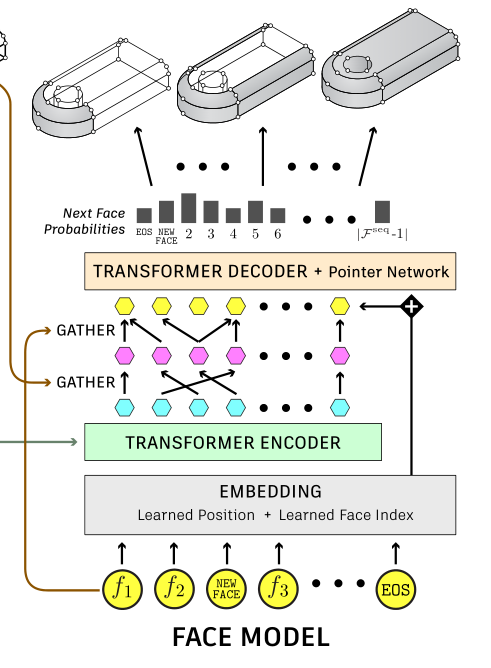 Next Face
Probabilities
EOS NEW FACE 2 3 4 5 6 |𝓕^seq-1|
TRANSFORMER DECODER + Pointer Network
GATHER
GATHER
TRANSFORMER ENCODER
EMBEDDING
Learned Position + Learned Face Index
f₁ f₂ NEW FACE f₃ EOS
FACE MODEL